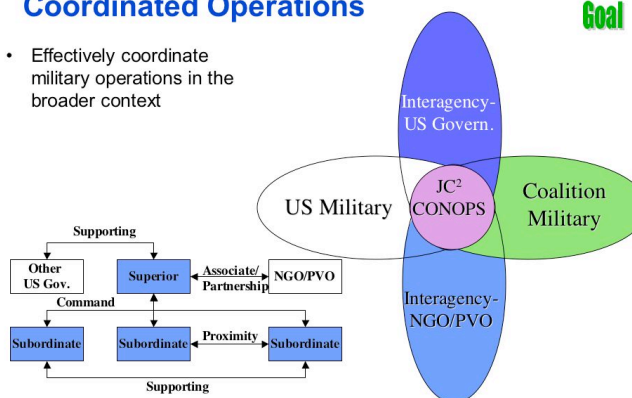 Coordinated Operations
Goal
• Effectively coordinate
military operations in the
broader context
Interagency-
US Govern.
US Military
JC²
CONOPS
Coalition
Military
Interagency-
NGO/PVO
Supporting
Other
US Gov.
Superior
Associate/
Partnership
NGO/PVO
Command
Subordinate
Subordinate
Proximity
Subordinate
Supporting